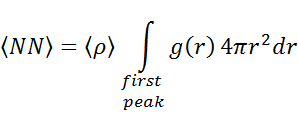 ⟨NN⟩ = ⟨ρ⟩ ∫ g(r) 4πr²dr
first
peak